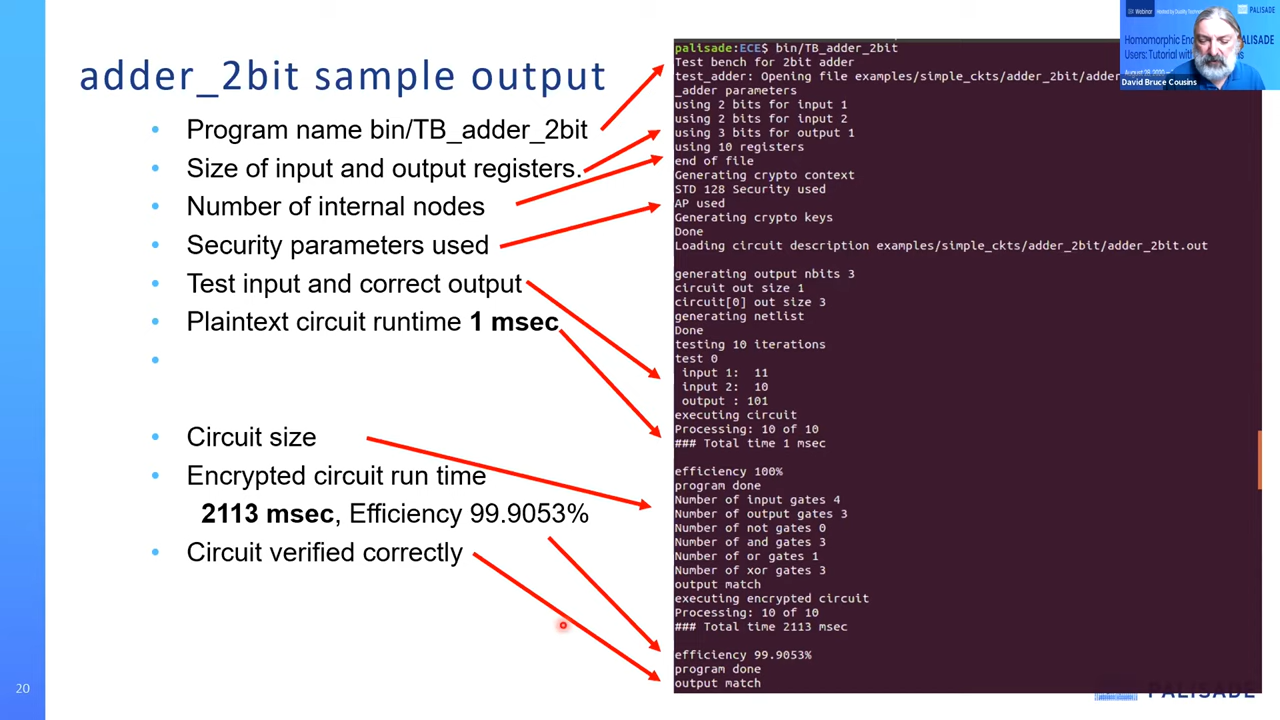 adder_2bit sample output
• Program name bin/TB_adder_2bit
• Size of input and output registers.
• Number of internal nodes
• Security parameters used
• Test input and correct output
• Plaintext circuit runtime 1 msec
•
• Circuit size
• Encrypted circuit run time
2113 msec, Efficiency 99.9053%
• Circuit verified correctly
20
palisade:ECE$ bin/TB_adder_2bit
Test bench for 2bit adder
test_adder: Opening file examples/simple_ckts/adder_2bit/adder
_adder parameters
using 2 bits for input 1
using 2 bits for input 2
using 3 bits for output 1
using 10 registers
end of file
Generating crypto context
STD 128 Security used
AP used
Generating crypto keys
Done
Loading circuit description examples/simple_ckts/adder_2bit/adder_2bit.out
generating output nbits 3
circuit out size 1
circuit[0] out size 3
generating netlist
Done
testing 10 iterations
test 0
input 1: 11
input 2: 10
output : 101
executing circuit
Processing: 10 of 10
### Total time 1 msec
efficiency 100%
program done
Number of input gates 4
Number of output gates 3
Number of not gates 0
Number of and gates 3
Number of or gates 1
Number of xor gates 3
output match
executing encrypted circuit
Processing: 10 of 10
### Total time 2113 msec
efficiency 99.9053%
program done
output match
PALISADE
Webinar
PALISADE
Homomorphic En
PALISADE
Users: Tutorial with
David Bruce Cousins